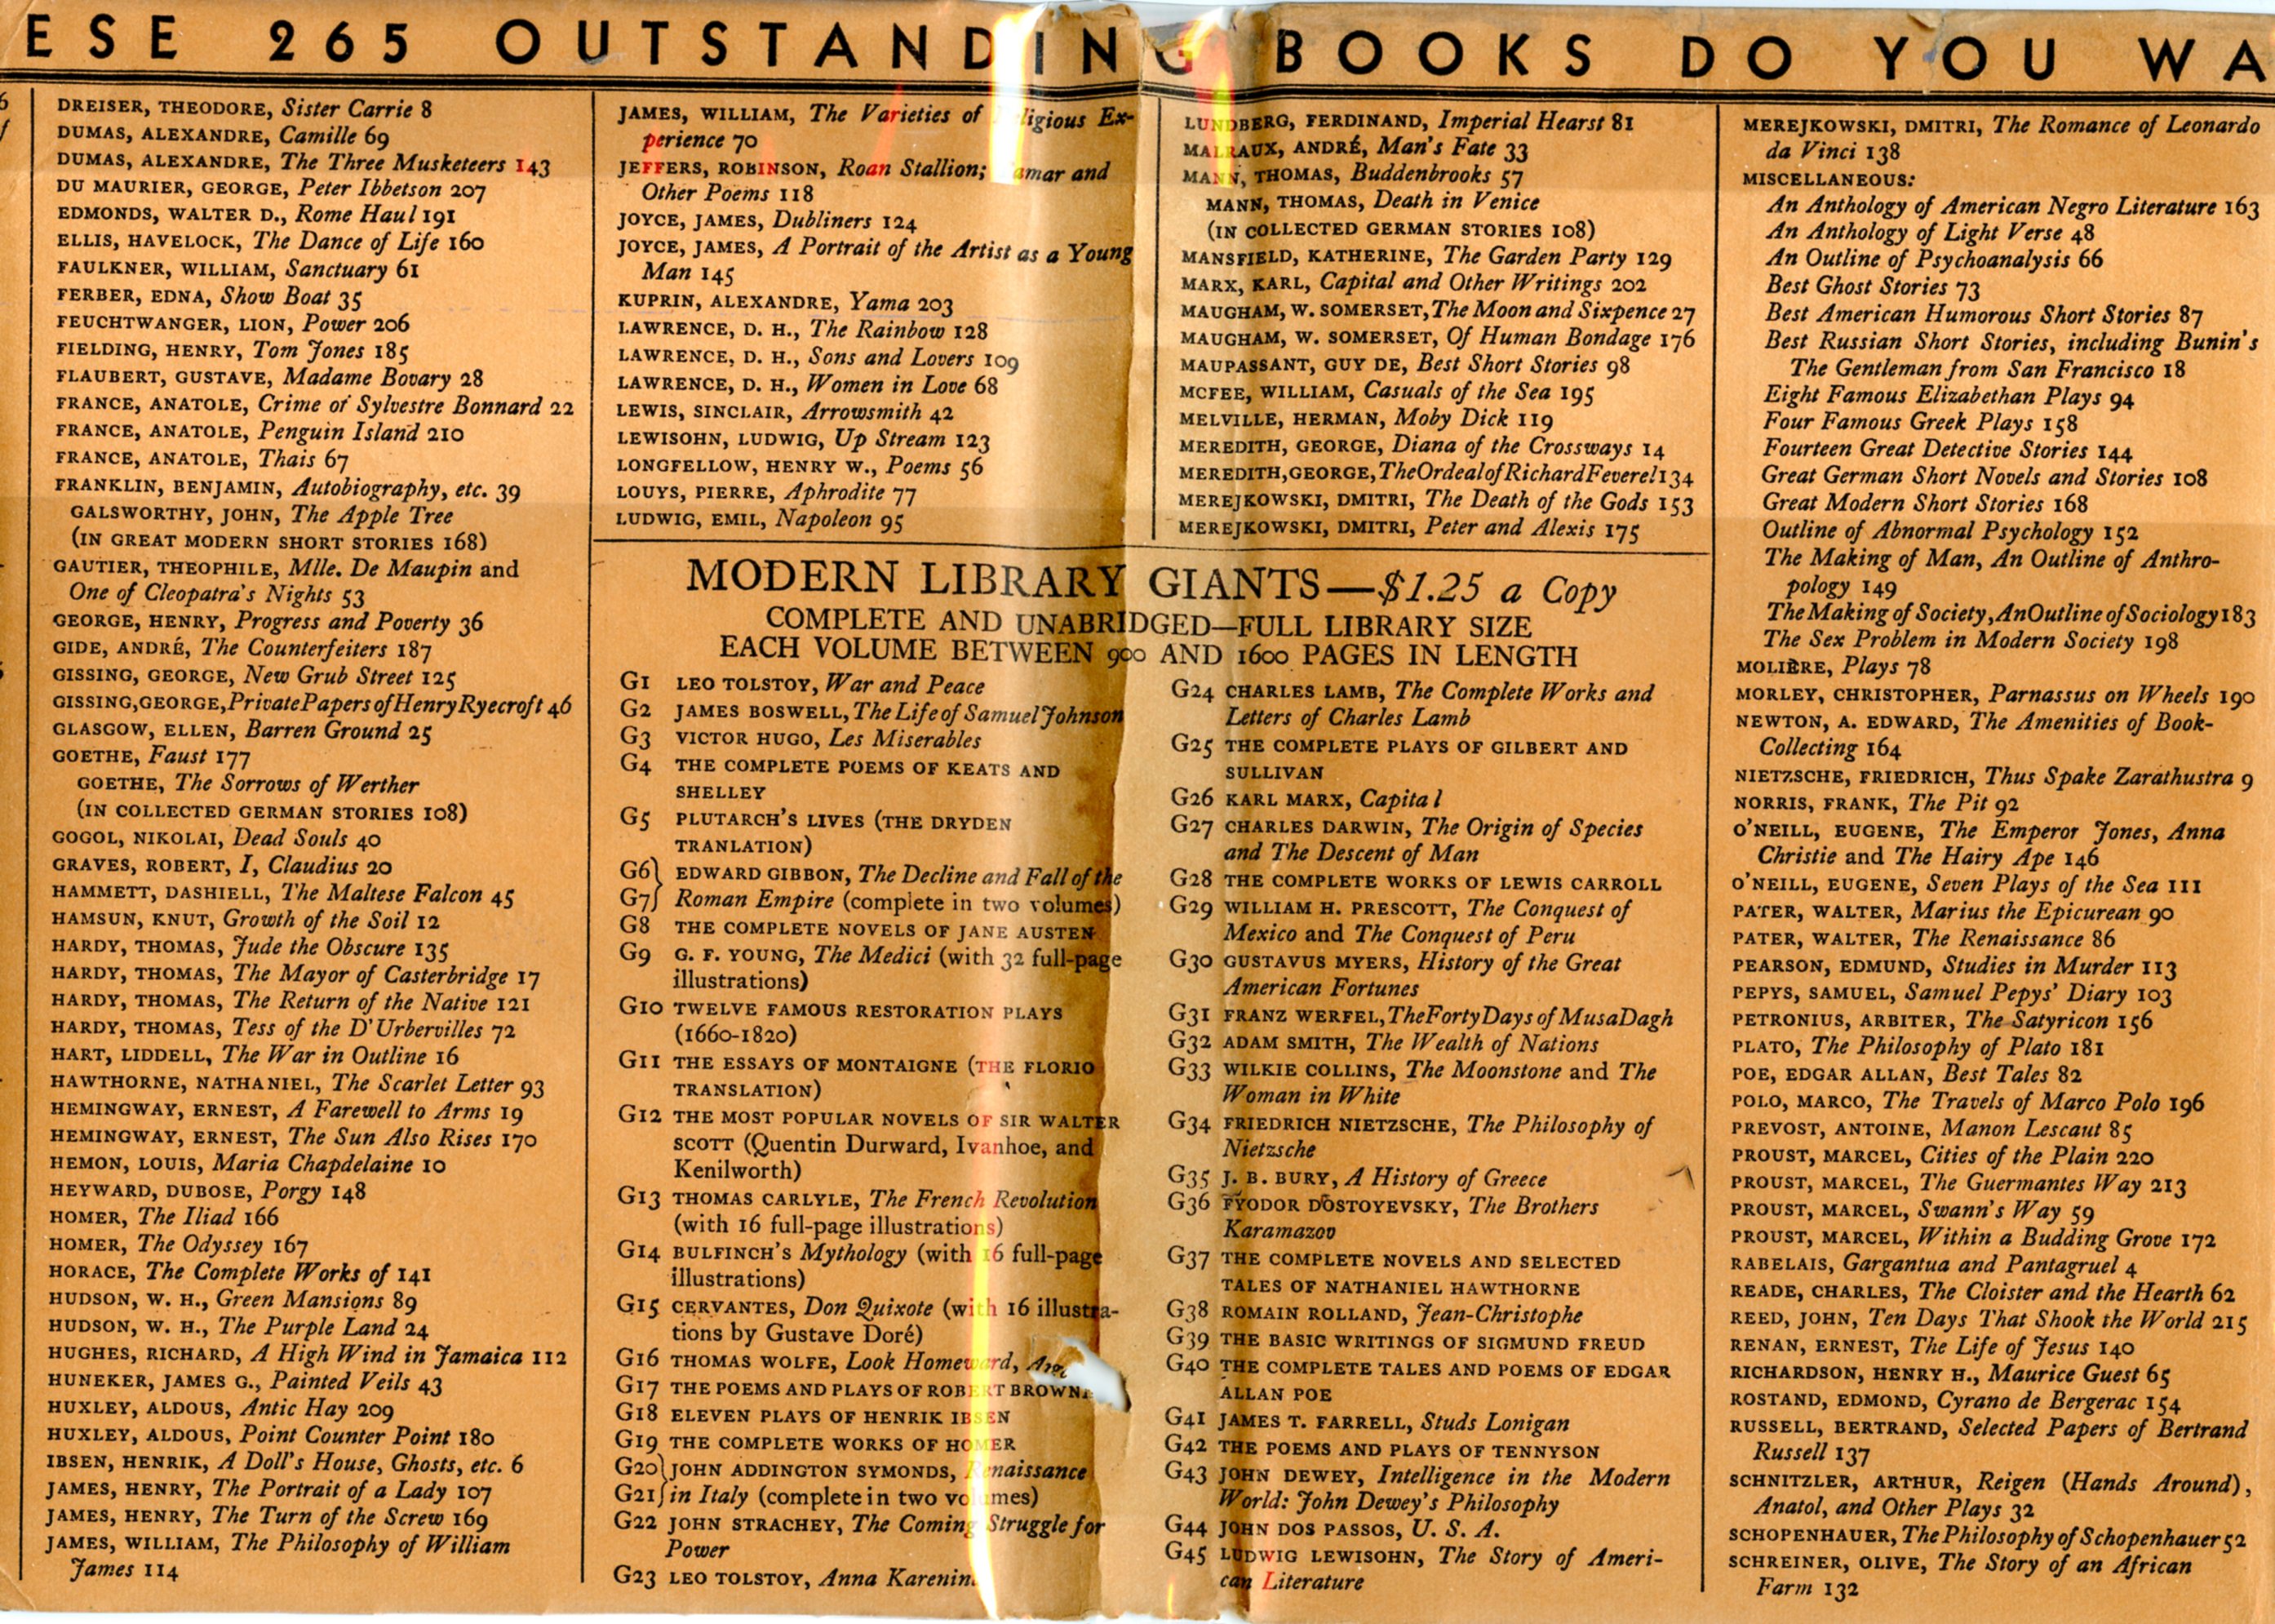 ESE 265 OUTSTANDING BOOKS DO YOU WA
6
f
DREISER, THEODORE, Sister Carrie 8
DUMAS, ALEXANDRE, Camille 69
DUMAS, ALEXANDRE, The Three Musketeers 143
DU MAURIER, GEORGE, Peter Ibbetson 207
EDMONDS, WALTER D., Rome Haul 191
ELLIS, HAVELOCK, The Dance of Life 160
FAULKNER, WILLIAM, Sanctuary 61
FERBER, EDNA, Show Boat 35
FEUCHTWANGER, LION, Power 206
FIELDING, HENRY, Tom Jones 185
FLAUBERT, GUSTAVE, Madame Bovary 28
FRANCE, ANATOLE, Crime of Sylvestre Bonnard 22
FRANCE, ANATOLE, Penguin Island 210
FRANCE, ANATOLE, Thais 67
FRANKLIN, BENJAMIN, Autobiography, etc. 39
GALSWORTHY, JOHN, The Apple Tree
(IN GREAT MODERN SHORT STORIES 168)
GAUTIER, THEOPHILE, Mlle. De Maupin and
One of Cleopatra's Nights 53
GEORGE, HENRY, Progress and Poverty 36
GIDE, ANDRÉ, The Counterfeiters 187
GISSING, GEORGE, New Grub Street 125
GISSING, GEORGE, Private Papers of Henry Ryecroft 46
GLASGOW, ELLEN, Barren Ground 25
GOETHE, Faust 177
GOETHE, The Sorrows of Werther
(IN COLLECTED GERMAN STORIES 108)
GOGOL, NIKOLAI, Dead Souls 40
GRAVES, ROBERT, I, Claudius 20
HAMMETT, DASHIELL, The Maltese Falcon 45
HAMSUN, KNUT, Growth of the Soil 12
HARDY, THOMAS, Jude the Obscure 135
HARDY, THOMAS, The Mayor of Casterbridge 17
HARDY, THOMAS, The Return of the Native 121
HARDY, THOMAS, Tess of the D'Urbervilles 72
HART, LIDDELL, The War in Outline 16
HAWTHORNE, NATHANIEL, The Scarlet Letter 93
HEMINGWAY, ERNEST, A Farewell to Arms 19
HEMINGWAY, ERNEST, The Sun Also Rises 170
HEMON, LOUIS, Maria Chapdelaine 10
HEYWARD, DUBOSE, Porgy 148
HOMER, The Iliad 166
HOMER, The Odyssey 167
HORACE, The Complete Works of 141
HUDSON, W. H., Green Mansions 89
HUDSON, W. H., The Purple Land 24
HUGHES, RICHARD, A High Wind in Jamaica 112
HUNEKER, JAMES G., Painted Veils 43
HUXLEY, ALDOUS, Antic Hay 209
HUXLEY, ALDOUS, Point Counter Point 180
IBSEN, HENRIK, A Doll's House, Ghosts, etc. 6
JAMES, HENRY, The Portrait of a Lady 107
JAMES, HENRY, The Turn of the Screw 169
JAMES, WILLIAM, The Philosophy of William
James 114
JAMES, WILLIAM, The Varieties of ligious Ex-
perience 70
JEFFERS, ROBINSON, Roan Stallion; amar and
Other Poems 118
JOYCE, JAMES, Dubliners 124
JOYCE, JAMES, A Portrait of the Artist as a Young
Man 145
KUPRIN, ALEXANDRE, Yama 203
LAWRENCE, D. H., The Rainbow 128
LAWRENCE, D. H., Sons and Lovers 109
LAWRENCE, D. H., Women in Love 68
LEWIS, SINCLAIR, Arrowsmith 42
LEWISOHN, LUDWIG, Up Stream 123
LONGFELLOW, HENRY W., Poems 56
LOUYS, PIERRE, Aphrodite 77
LUDWIG, EMIL, Napoleon 95
LUNDBERG, FERDINAND, Imperial Hearst 81
MALRAUX, ANDRÉ, Man's Fate 33
MANN, THOMAS, Buddenbrooks 57
MANN, THOMAS, Death in Venice
(IN COLLECTED GERMAN STORIES 108)
MANSFIELD, KATHERINE, The Garden Party 129
MARX, KARL, Capital and Other Writings 202
MAUGHAM, W. SOMERSET, The Moon and Sixpence 27
MAUGHAM, W. SOMERSET, Of Human Bondage 176
MAUPASSANT, GUY DE, Best Short Stories 98
MCFEE, WILLIAM, Casuals of the Sea 195
MELVILLE, HERMAN, Moby Dick 119
MEREDITH, GEORGE, Diana of the Crossways 14
MEREDITH, GEORGE, The Ordeal of Richard Feverel 134
MEREJKOWSKI, DMITRI, The Death of the Gods 153
MEREJKOWSKI, DMITRI, Peter and Alexis 175
MODERN LIBRARY GIANTS—$1.25 a Copy
COMPLETE AND UNABRIDGED—FULL LIBRARY SIZE
EACH VOLUME BETWEEN 900 AND 1600 PAGES IN LENGTH
G1 LEO TOLSTOY, War and Peace
G2 JAMES BOSWELL, The Life of Samuel Johnson
G3 VICTOR HUGO, Les Miserables
G4 THE COMPLETE POEMS OF KEATS AND
SHELLEY
G5 PLUTARCH'S LIVES (THE DRYDEN
TRANLATION)
G6} EDWARD GIBBON, The Decline and Fall of the
G7} Roman Empire (complete in two volumes)
G8 THE COMPLETE NOVELS OF JANE AUSTEN
G9 G. F. YOUNG, The Medici (with 32 full-page
illustrations)
G10 TWELVE FAMOUS RESTORATION PLAYS
(1660-1820)
G11 THE ESSAYS OF MONTAIGNE (THE FLORIO
TRANSLATION)
G12 THE MOST POPULAR NOVELS OF SIR WALTER
SCOTT (Quentin Durward, Ivanhoe, and
Kenilworth)
G13 THOMAS CARLYLE, The French Revolution
(with 16 full-page illustrations)
G14 BULFINCH'S Mythology (with 16 full-page
illustrations)
G15 CERVANTES, Don Quixote (with 16 illustra-
tions by Gustave Doré)
G16 THOMAS WOLFE, Look Homeward,
G17 THE POEMS AND PLAYS OF ROBERT BROWN
G18 ELEVEN PLAYS OF HENRIK IBSEN
G19 THE COMPLETE WORKS OF HOMER
G20} JOHN ADDINGTON SYMONDS, Renaissance
G21} in Italy (complete in two volumes)
G22 JOHN STRACHEY, The Coming Struggle for
Power
G23 LEO TOLSTOY, Anna Karenin
G24 CHARLES LAMB, The Complete Works and
Letters of Charles Lamb
G25 THE COMPLETE PLAYS OF GILBERT AND
SULLIVAN
G26 KARL MARX, Capital
G27 CHARLES DARWIN, The Origin of Species
and The Descent of Man
G28 THE COMPLETE WORKS OF LEWIS CARROLL
G29 WILLIAM H. PRESCOTT, The Conquest of
Mexico and The Conquest of Peru
G30 GUSTAVUS MYERS, History of the Great
American Fortunes
G31 FRANZ WERFEL, The Forty Days of Musa Dagh
G32 ADAM SMITH, The Wealth of Nations
G33 WILKIE COLLINS, The Moonstone and The
Woman in White
G34 FRIEDRICH NIETZSCHE, The Philosophy of
Nietzsche
G35 J. B. BURY, A History of Greece
G36 FYODOR DOSTOYEVSKY, The Brothers
Karamazov
G37 THE COMPLETE NOVELS AND SELECTED
TALES OF NATHANIEL HAWTHORNE
G38 ROMAIN ROLLAND, Jean-Christophe
G39 THE BASIC WRITINGS OF SIGMUND FREUD
G40 THE COMPLETE TALES AND POEMS OF EDGAR
ALLAN POE
G41 JAMES T. FARRELL, Studs Lonigan
G42 THE POEMS AND PLAYS OF TENNYSON
G43 JOHN DEWEY, Intelligence in the Modern
World: John Dewey's Philosophy
G44 JOHN DOS PASSOS, U. S. A.
G45 LUDWIG LEWISOHN, The Story of Ameri-
can Literature
MEREJKOWSKI, DMITRI, The Romance of Leonardo
da Vinci 138
MISCELLANEOUS:
An Anthology of American Negro Literature 163
An Anthology of Light Verse 48
An Outline of Psychoanalysis 66
Best Ghost Stories 73
Best American Humorous Short Stories 87
Best Russian Short Stories, including Bunin's
The Gentleman from San Francisco 18
Eight Famous Elizabethan Plays 94
Four Famous Greek Plays 158
Fourteen Great Detective Stories 144
Great German Short Novels and Stories 108
Great Modern Short Stories 168
Outline of Abnormal Psychology 152
The Making of Man, An Outline of Anthro-
pology 149
The Making of Society, An Outline of Sociology 183
The Sex Problem in Modern Society 198
MOLIÈRE, Plays 78
MORLEY, CHRISTOPHER, Parnassus on Wheels 190
NEWTON, A. EDWARD, The Amenities of Book-
Collecting 164
NIETZSCHE, FRIEDRICH, Thus Spake Zarathustra 9
NORRIS, FRANK, The Pit 92
O'NEILL, EUGENE, The Emperor Jones, Anna
Christie and The Hairy Ape 146
O'NEILL, EUGENE, Seven Plays of the Sea 111
PATER, WALTER, Marius the Epicurean 90
PATER, WALTER, The Renaissance 86
PEARSON, EDMUND, Studies in Murder 113
PEPYS, SAMUEL, Samuel Pepys' Diary 103
PETRONIUS, ARBITER, The Satyricon 156
PLATO, The Philosophy of Plato 181
POE, EDGAR ALLAN, Best Tales 82
POLO, MARCO, The Travels of Marco Polo 196
PREVOST, ANTOINE, Manon Lescaut 85
PROUST, MARCEL, Cities of the Plain 220
PROUST, MARCEL, The Guermantes Way 213
PROUST, MARCEL, Swann's Way 59
PROUST, MARCEL, Within a Budding Grove 172
RABELAIS, Gargantua and Pantagruel 4
READE, CHARLES, The Cloister and the Hearth 62
REED, JOHN, Ten Days That Shook the World 215
RENAN, ERNEST, The Life of Jesus 140
RICHARDSON, HENRY H., Maurice Guest 65
ROSTAND, EDMOND, Cyrano de Bergerac 154
RUSSELL, BERTRAND, Selected Papers of Bertrand
Russell 137
SCHNITZLER, ARTHUR, Reigen (Hands Around),
Anatol, and Other Plays 32
SCHOPENHAUER, The Philosophy of Schopenhauer 52
SCHREINER, OLIVE, The Story of an African
Farm 132